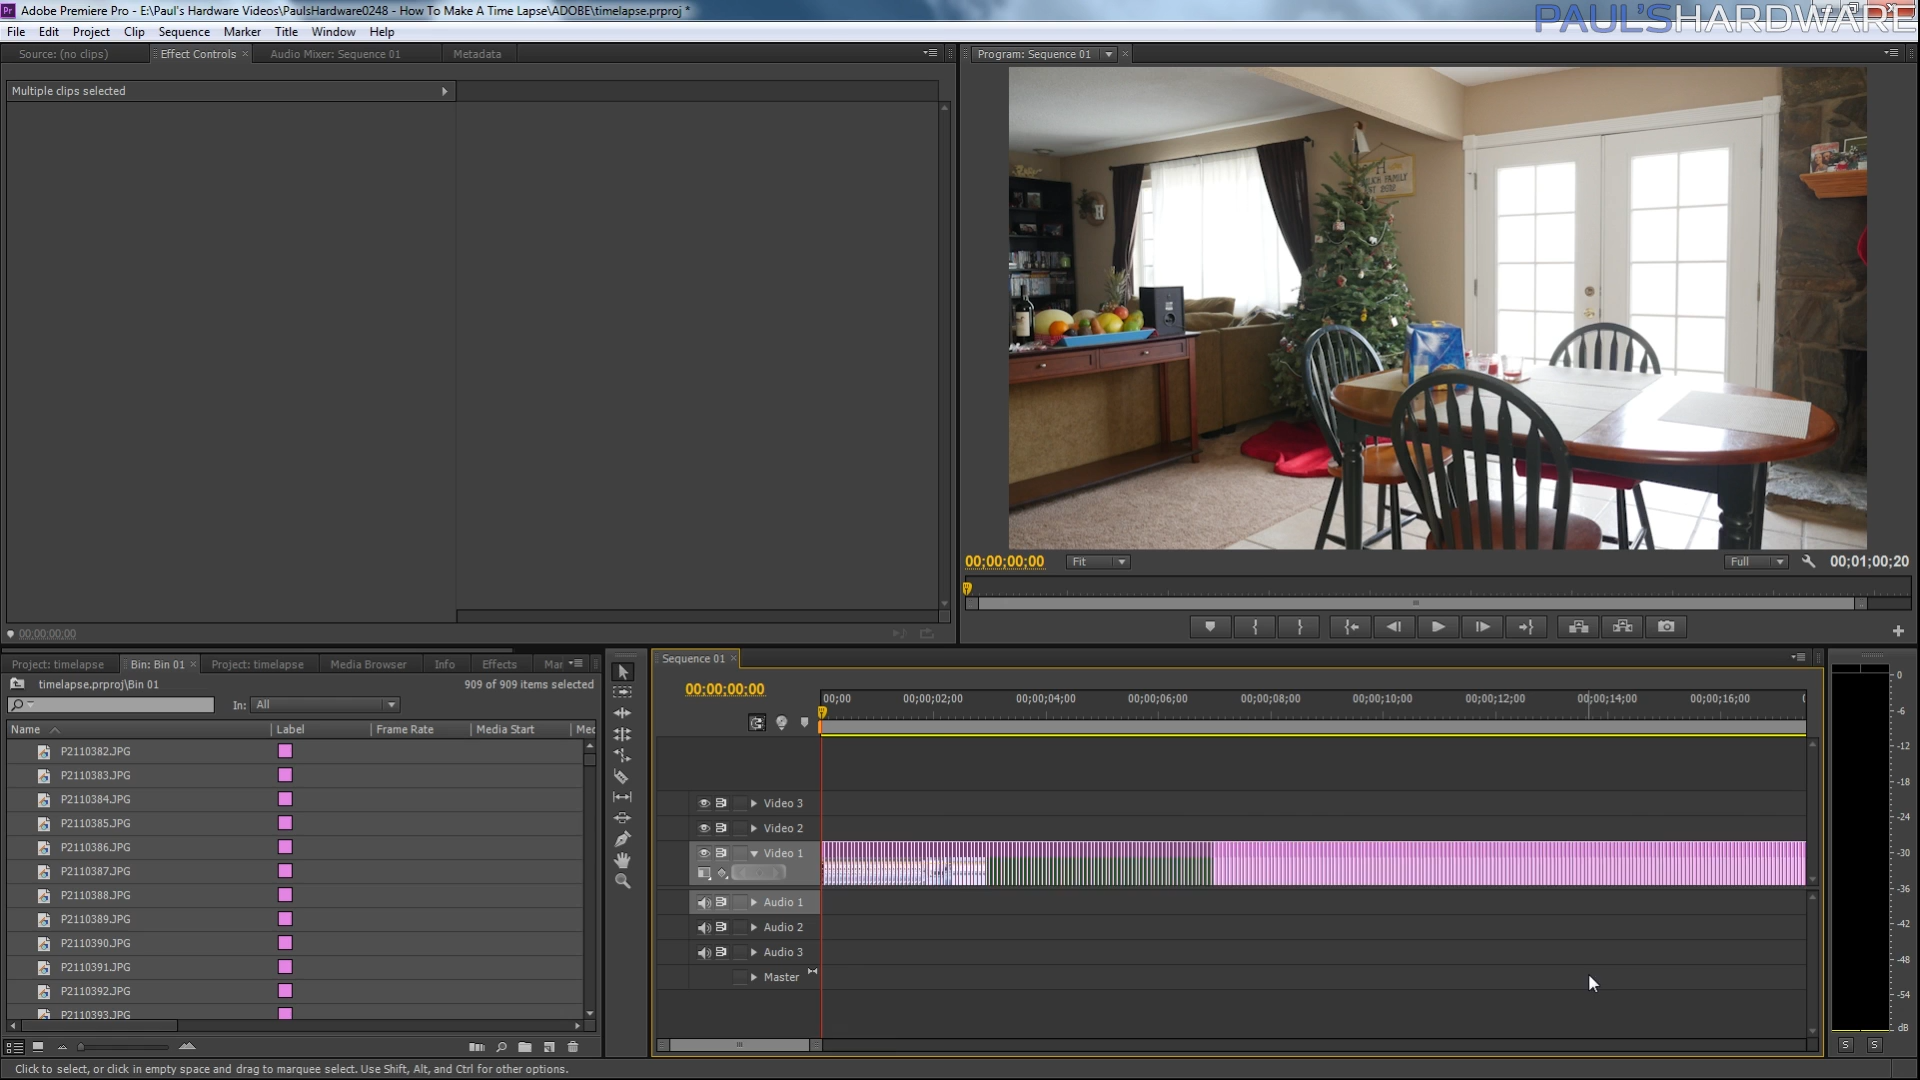 Adobe Premiere Pro - E:\Paul's Hardware Videos\PaulsHardware0248 - How To Make A Time Lapse\ADOBE\timelapse.prproj *
PAUL'SHARDWARE
File Edit Project Clip Sequence Marker Title Window Help
Source: (no clips) Effect Controls Audio Mixer: Sequence 01 Metadata
Program: Sequence 01
Multiple clips selected
00;00;00;00 Fit Full 00;01;00;20
00;00;00;00
Project: timelapse Bin: Bin 01 Project: timelapse Media Browser Info Effects Mar
timelapse.prproj\Bin 01 909 of 909 items selected
In: All
Name Label Frame Rate Media Start Med
P2110382.JPG
P2110383.JPG
P2110384.JPG
P2110385.JPG
P2110386.JPG
P2110387.JPG
P2110388.JPG
P2110389.JPG
P2110390.JPG
P2110391.JPG
P2110392.JPG
P2110393.JPG
Sequence 01
00;00;00;00
00;00 00;00;02;00 00;00;04;00 00;00;06;00 00;00;08;00 00;00;10;00 00;00;12;00 00;00;14;00 00;00;16;00
Video 3
Video 2
Video 1
Audio 1
Audio 2
Audio 3
Master
0
-6
-12
-18
-24
-30
-36
-42
-48
-54
dB
S S
Click to select, or click in empty space and drag to marquee select. Use Shift, Alt, and Ctrl for other options.